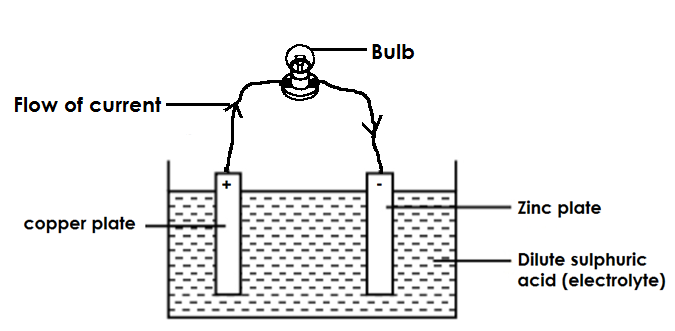 Bulb
Flow of current
+
-
copper plate
Zinc plate
Dilute sulphuric
acid (electrolyte)